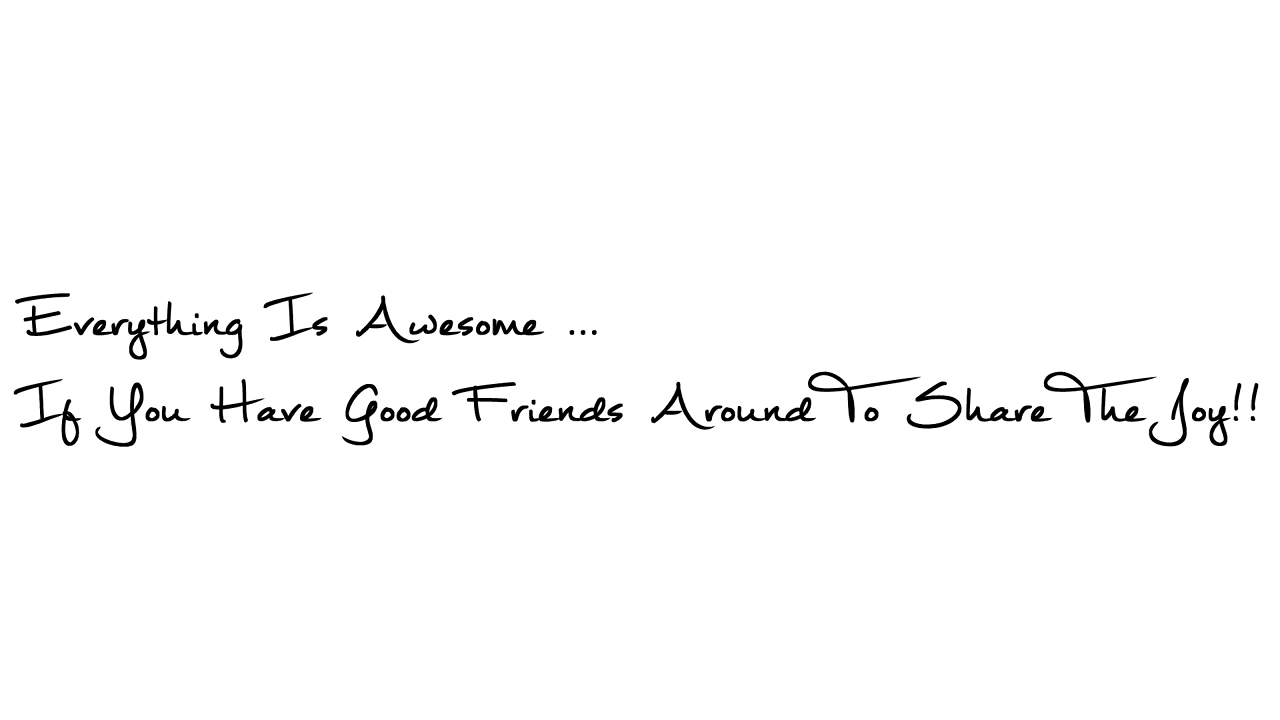 Everything Is Awesome ...
If You Have Good Friends Around To Share The Joy!!